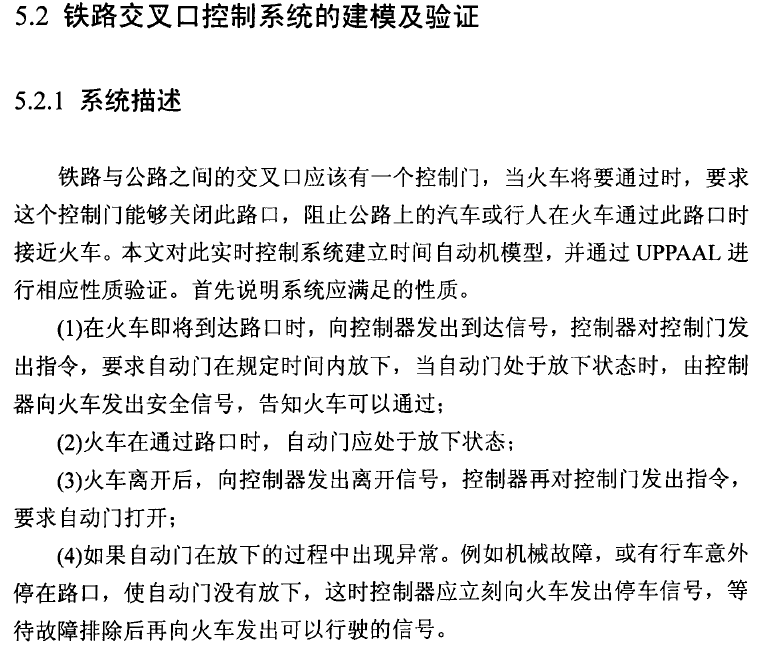 5.2 铁路交叉口控制系统的建模及验证
5.2.1 系统描述
铁路与公路之间的交叉口应该有一个控制门，当火车将要通过时，要求
这个控制门能够关闭此路口，阻止公路上的汽车或行人在火车通过此路口时
接近火车。本文对此实时控制系统建立时间自动机模型，并通过 UPPAAL 进
行相应性质验证。首先说明系统应满足的性质。
(1)在火车即将到达路口时，向控制器发出到达信号，控制器对控制门发
出指令，要求自动门在规定时间内放下，当自动门处于放下状态时，由控制
器向火车发出安全信号，告知火车可以通过；
(2)火车在通过路口时，自动门应处于放下状态；
(3)火车离开后，向控制器发出离开信号，控制器再对控制门发出指令，
要求自动门打开；
(4)如果自动门在放下的过程中出现异常。例如机械故障，或有行车意外
停在路口，使自动门没有放下，这时控制器应立刻向火车发出停车信号，等
待故障排除后再向火车发出可以行驶的信号。